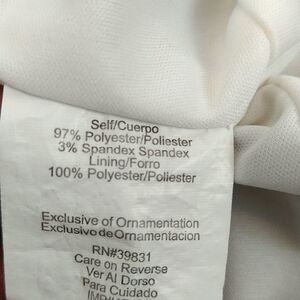 Self/Cuerpo
97% Polyester/Poliester
3% Spandex Spandex
Lining/Forro
100% Polyester/Poliester
Exclusive of Ornamentation
Exclusivo de Ornamentacion
RN#39831
Care on Reverse
Ver Al Dorso
Para Cuidado